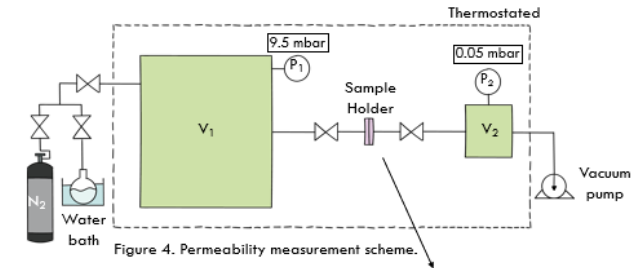 Thermostated
9.5 mbar
0.05 mbar
P1
P2
Sample
Holder
V1
V2
Vacuum
pump
N2
Water
bath
Figure 4. Permeability measurement scheme.